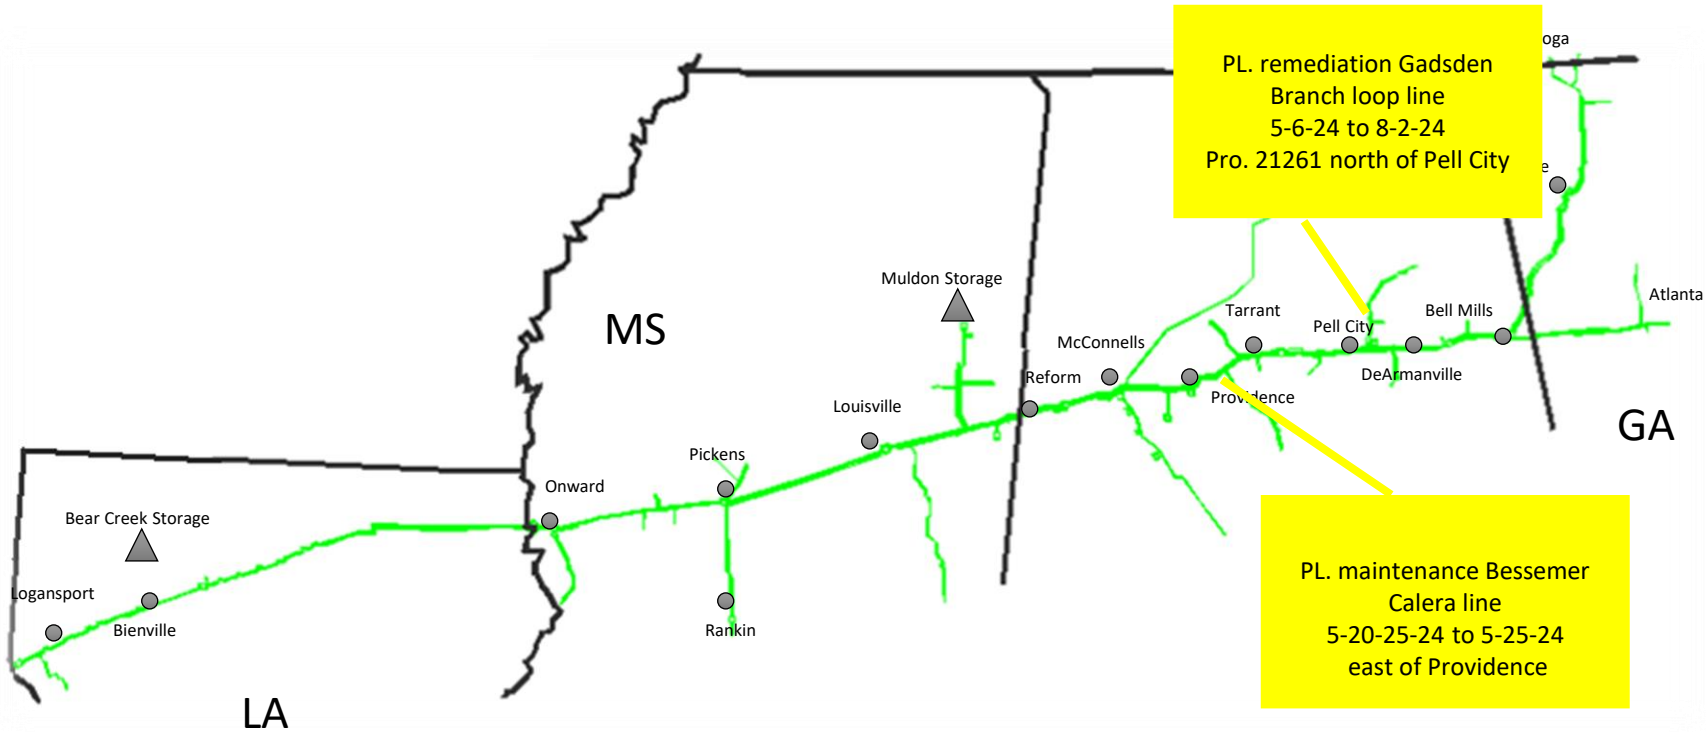 oga
PL. remediation Gadsden
Branch loop line
5-6-24 to 8-2-24
Pro. 21261 north of Pell City
e
Muldon Storage
MS
Tarrant
Bell Mills
Atlanta
Pell City
McConnells
Reform
DeArmanville
Providence
Louisville
GA
Pickens
Onward
Bear Creek Storage
Logansport
Bienville
Rankin
PL. maintenance Bessemer
Calera line
5-20-25-24 to 5-25-24
east of Providence
LA